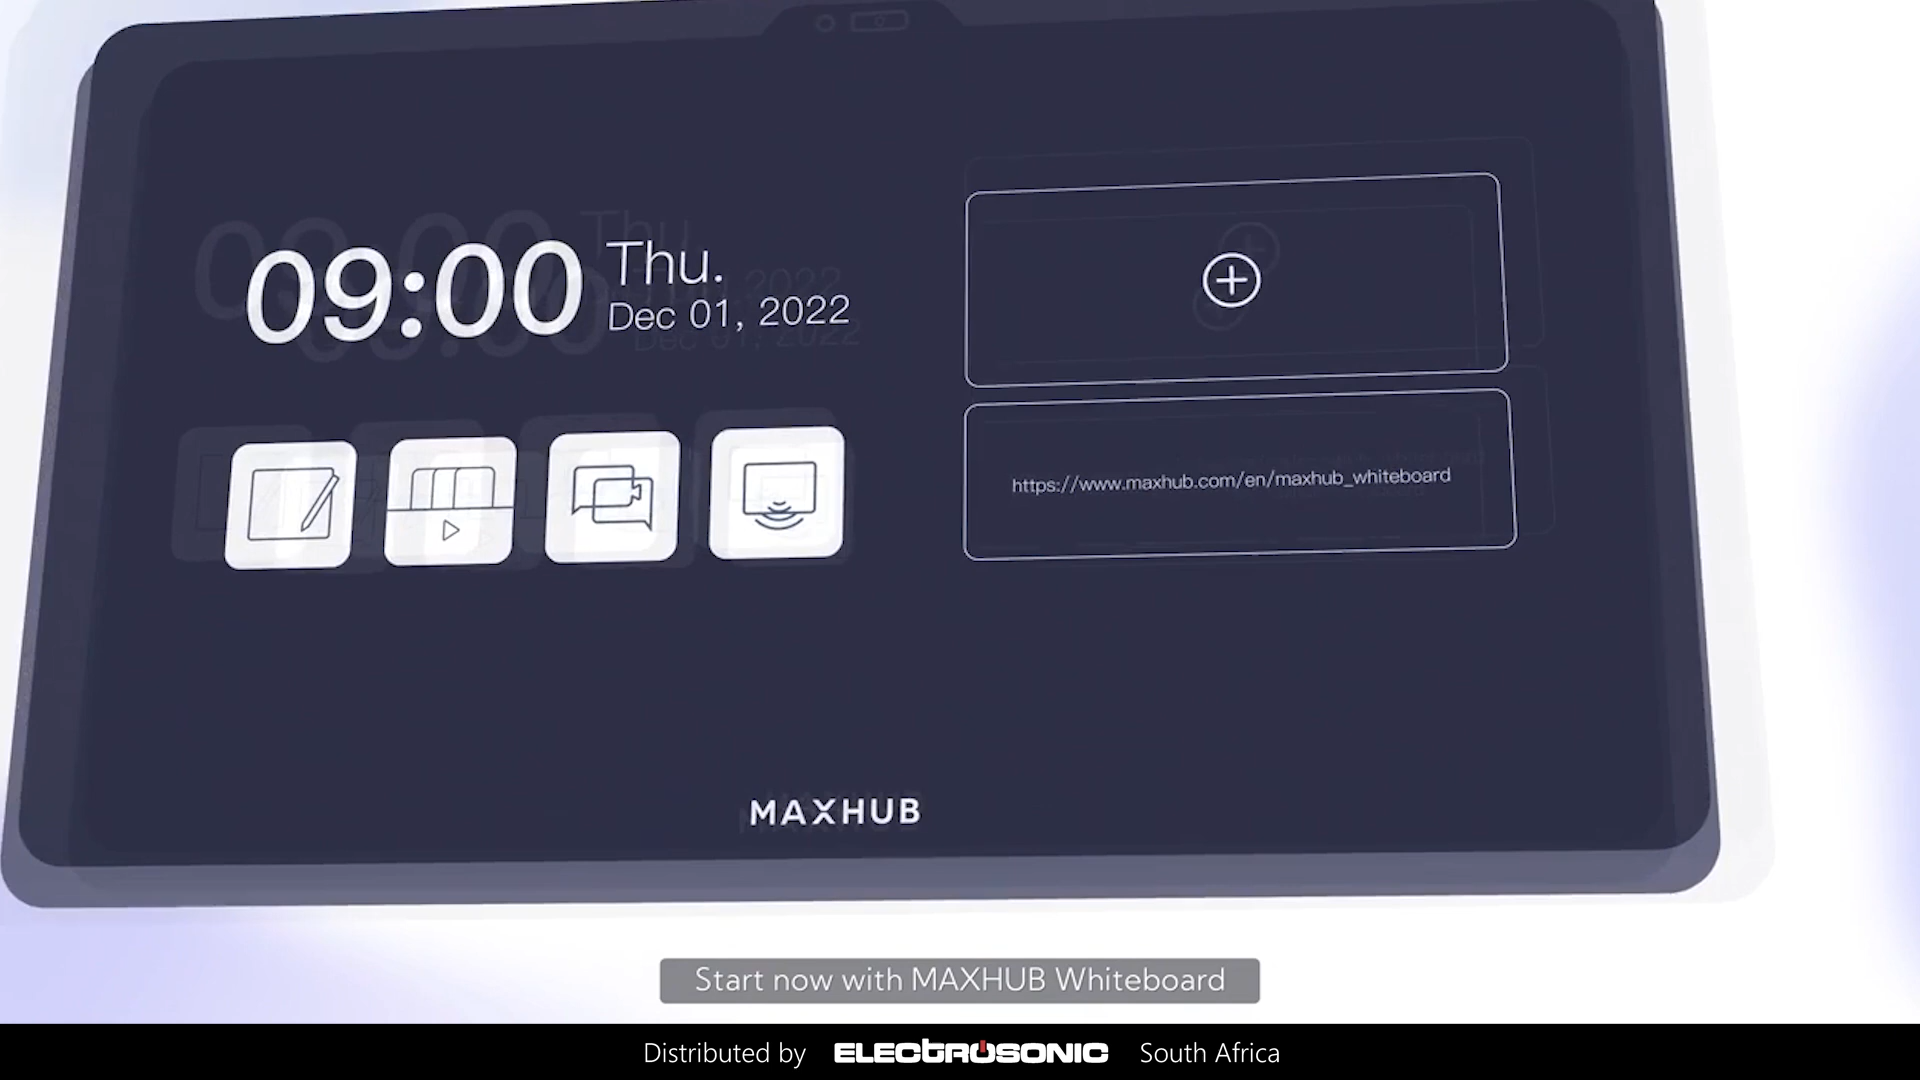 09:00
Thu.
Dec 01, 2022
https://www.maxhub.com/en/maxhub_whiteboard
MAXHUB
Start now with MAXHUB Whiteboard
Distributed by ELECTROSONIC South Africa